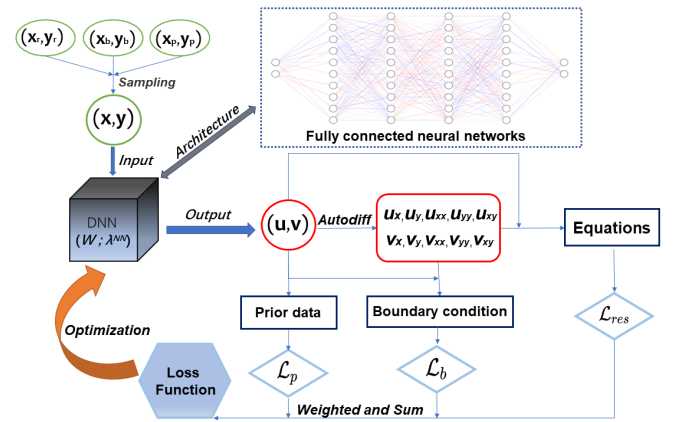 (xr,yr)
(xb,yb)
(xp,yp)
Sampling
(x,y)
Architecture
Fully connected neural networks
Input
DNN
(W ; λNN)
Output
(u,v)
Autodiff
ux,uy,uxx,uyy,uxy
vx,vy,vxx,vyy,vxy
Equations
Prior data
Boundary condition
ℒres
Optimization
ℒp
ℒb
Loss
Function
Weighted and Sum